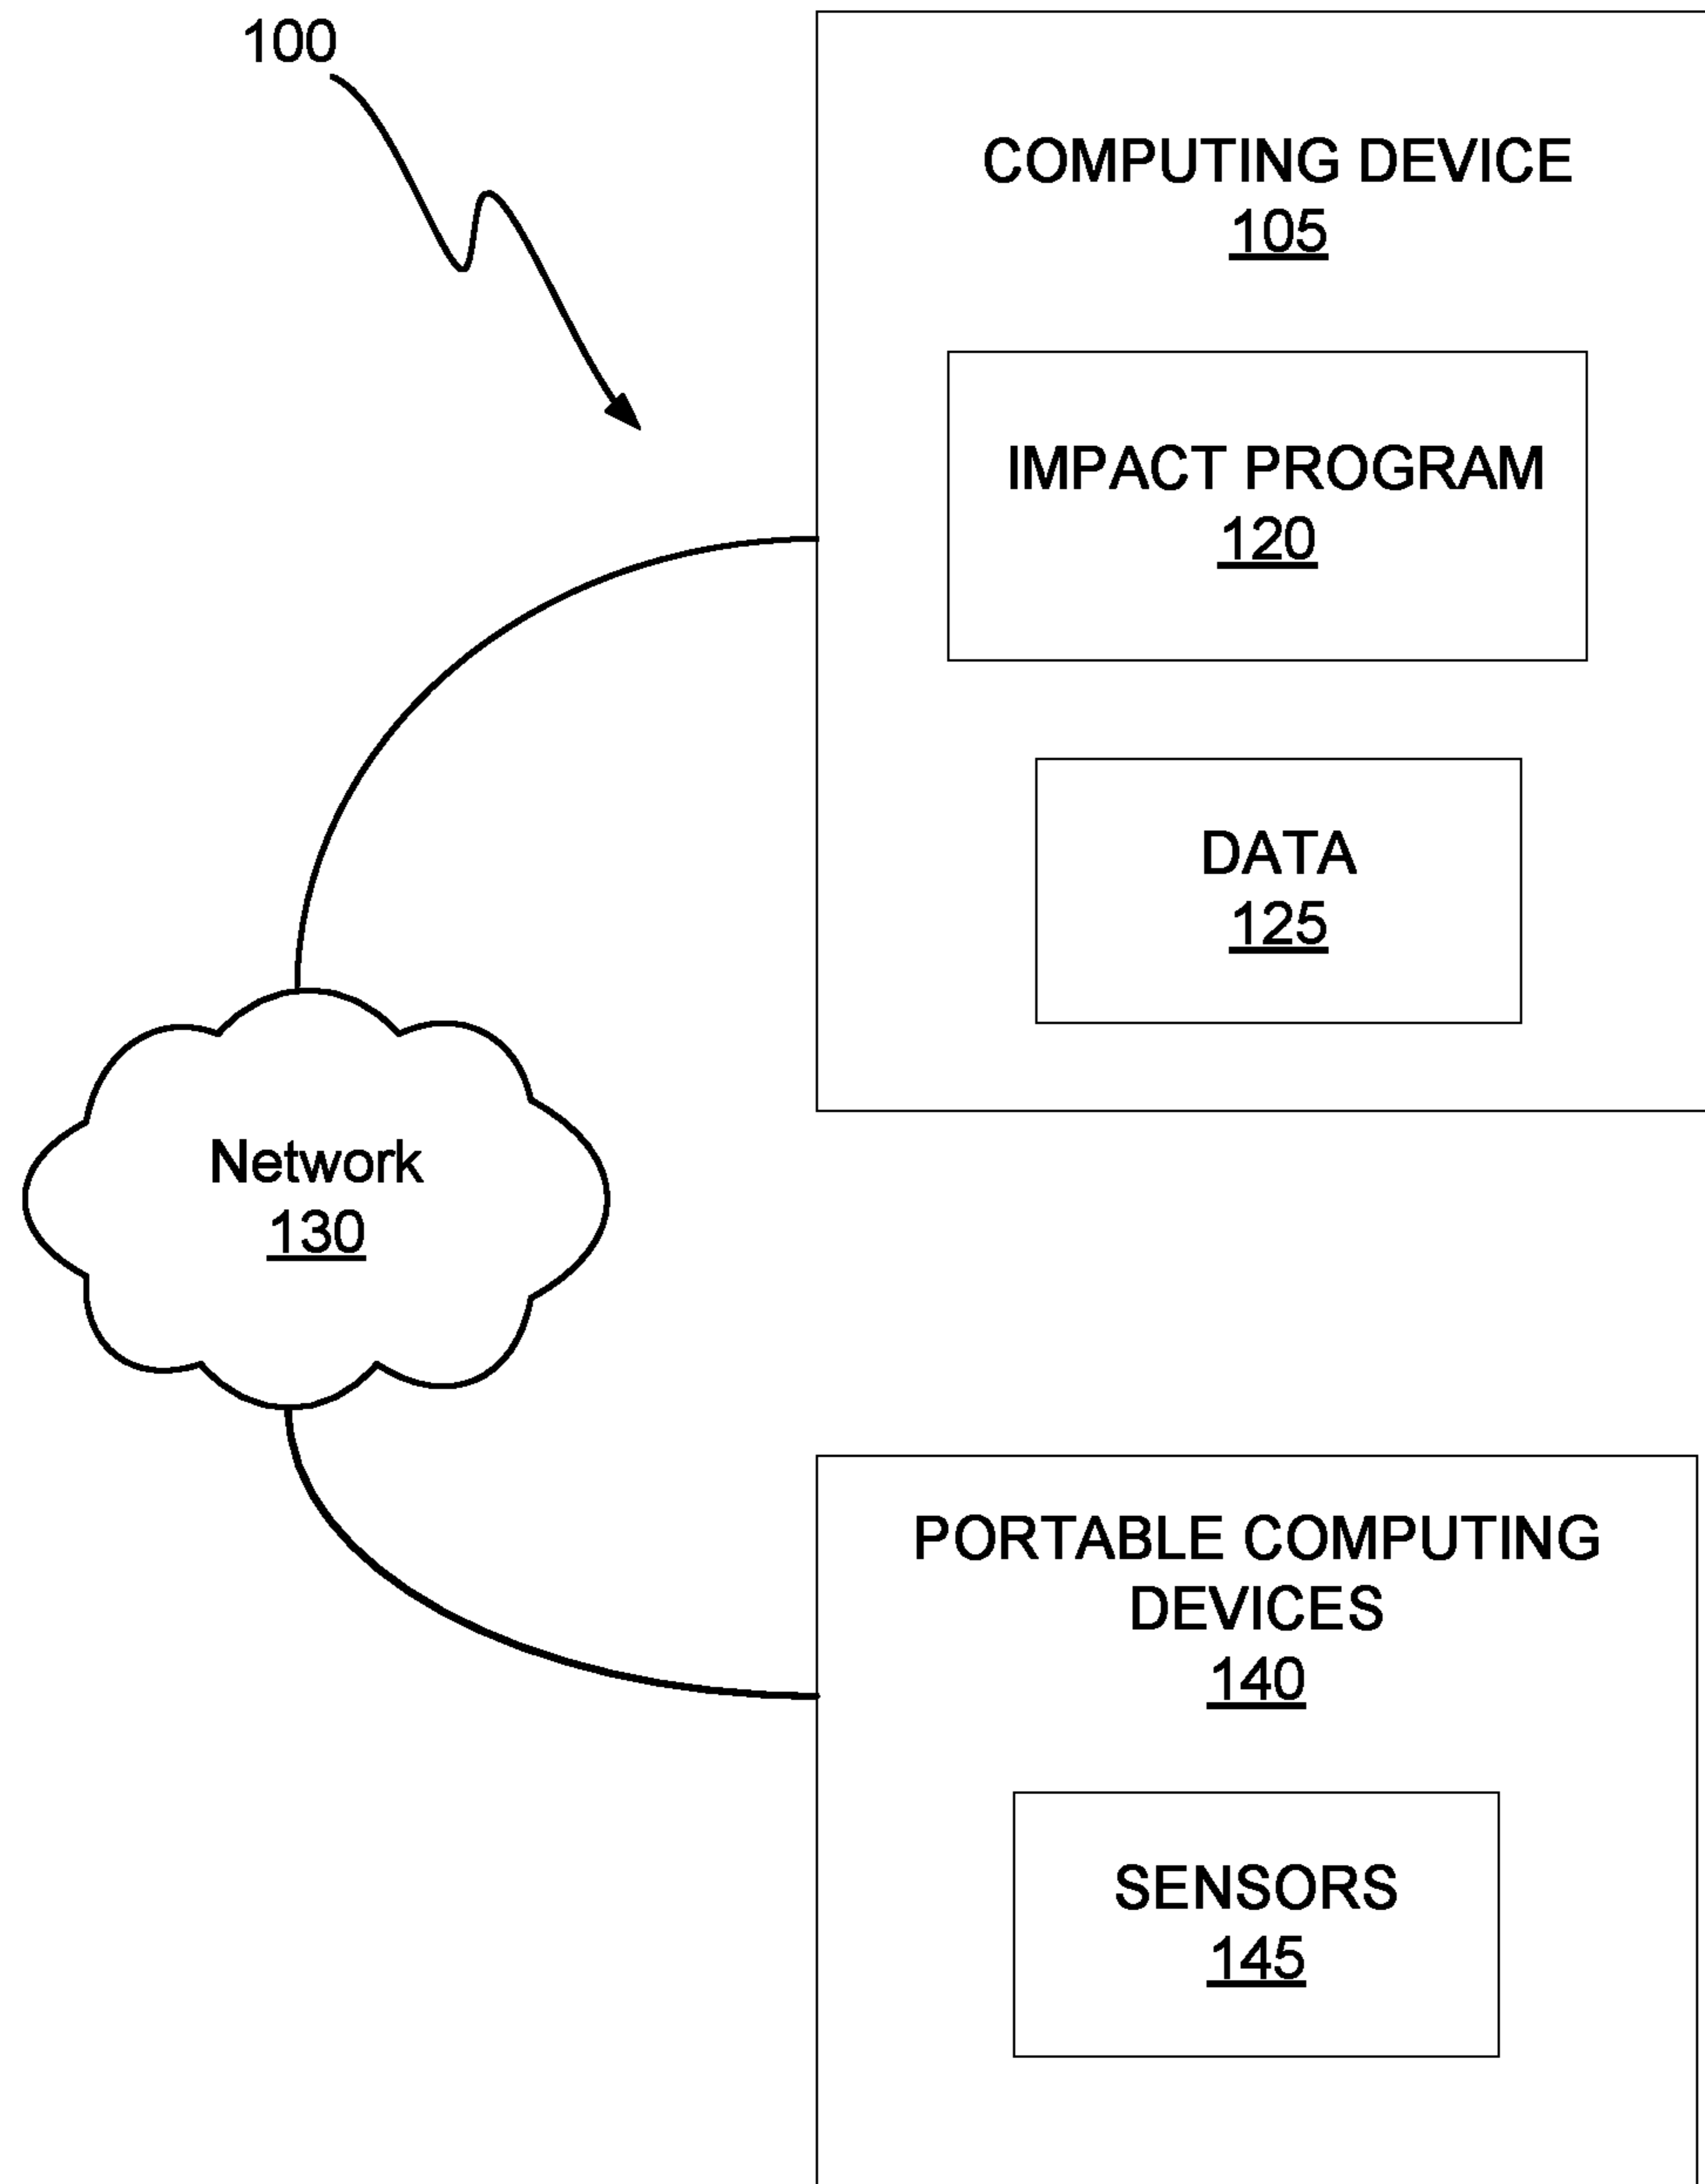 100
COMPUTING DEVICE
105
IMPACT PROGRAM
120
DATA
125
Network
130
PORTABLE COMPUTING
DEVICES
140
SENSORS
145